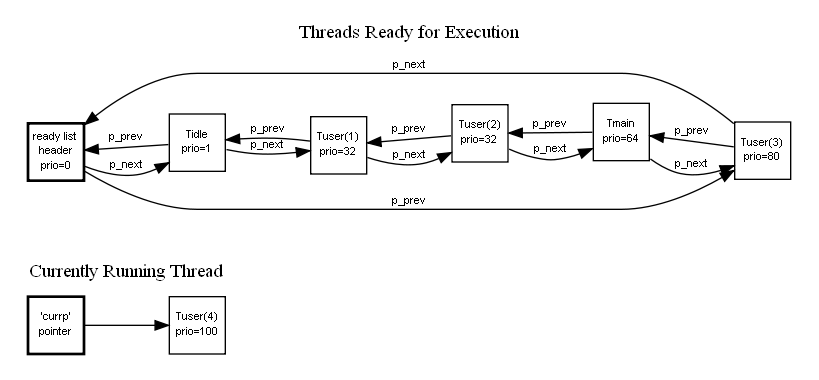 Threads Ready for Execution
p_next
ready list
header
prio=0
p_prev
p_next
Tidle
prio=1
p_prev
p_next
Tuser(1)
prio=32
p_prev
p_next
Tuser(2)
prio=32
p_prev
p_next
Tmain
prio=64
p_prev
p_next
Tuser(3)
prio=80
p_prev
Currently Running Thread
'currp'
pointer
Tuser(4)
prio=100